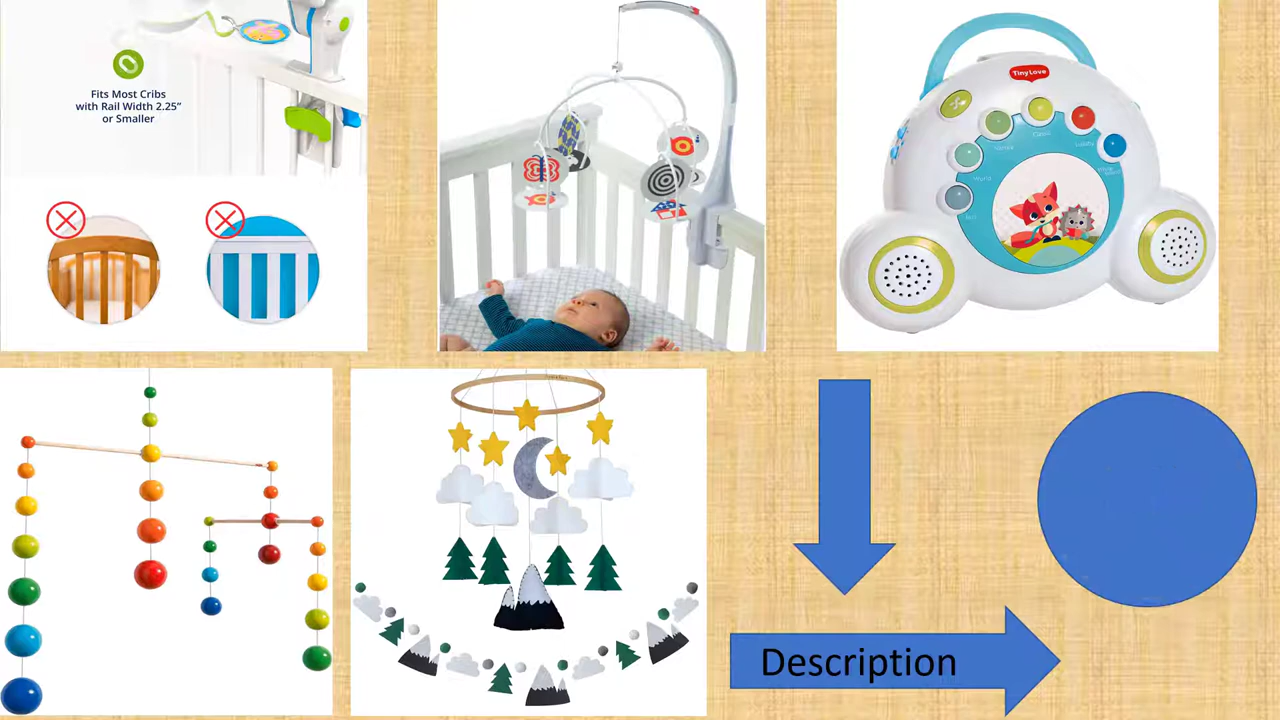 Fits Most Cribs
with Rail Width 2.25”
or Smaller
Tiny Love
Description